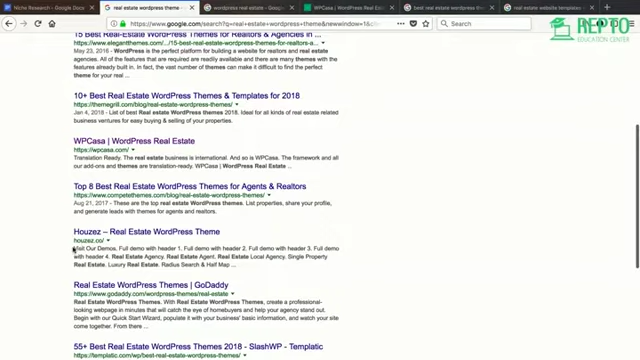 Niche Research - Google Do
real estate wordpress theme -
wordpress real estate - Goog
WPCasa | WordPress Real E
best real estate wordpress
real estate website templates
https://www.google.com/search?q=real+estate+wordpress+theme&newwindow=1&
Search
REPTO
EDUCATION CENTER
15 Best Real Estate WordPress Themes for Realtors & Agencies in ...
https://www.elegantthemes.com/.../15-best-real-estate-wordpress-themes-for-realtors-a...
May 23, 2016 - WordPress is the perfect platform for building a website for realtors and real estate
agencies. All of the features that are required are readily available and there are many themes with the
features already built in. In fact, the vast number of themes can make it difficult to find the perfect
theme for your real ...
10+ Best Real Estate WordPress Themes & Templates for 2018
https://themegrill.com/blog/real-estate-wordpress-themes/
Jan 4, 2018 - List of best Real Estate WordPress themes 2018. Ideal for all kinds of real estate related
business ventures for easy buying & selling of your properties.
WPCasa | WordPress Real Estate
https://wpcasa.com/
Translation Ready. The real estate business is international. And so is WPCasa. The framework and all
our add-ons and themes are translation-ready. WPCasa | WordPress Real Estate ...
Top 8 Best Real Estate WordPress Themes for Agents & Realtors
https://www.competethemes.com/blog/real-estate-wordpress-themes/
Aug 21, 2017 - These are the top real estate WordPress themes. List properties, share your profile,
and generate leads with themes for agents and realtors.
Houzez – Real Estate WordPress Theme
houzez.co/
Visit Our Demos. Full demo with header 1. Full demo with header 2. Full demo with header 3. Full demo
with header 4. Real Estate Agency. Real Estate Agent. Real Estate Local Agency. Single Property
Real Estate. Luxury Real Estate. Radius Search & Half Map ...
Real Estate WordPress Themes | GoDaddy
https://www.godaddy.com/wordpress-themes/real-estate
Real Estate WordPress Themes. With Real Estate WordPress Themes, create a professional-
looking webpage in minutes that will catch the eye of homebuyers and help your agency stand out.
Begin with our Quick Start Wizard, populate it with your business' basic information, and watch your site
come together. From there ...
55+ Best Real Estate WordPress Themes 2018 - SlashWP - Templatic
https://templatic.com/wp/best-real-estate-wordpress-themes/